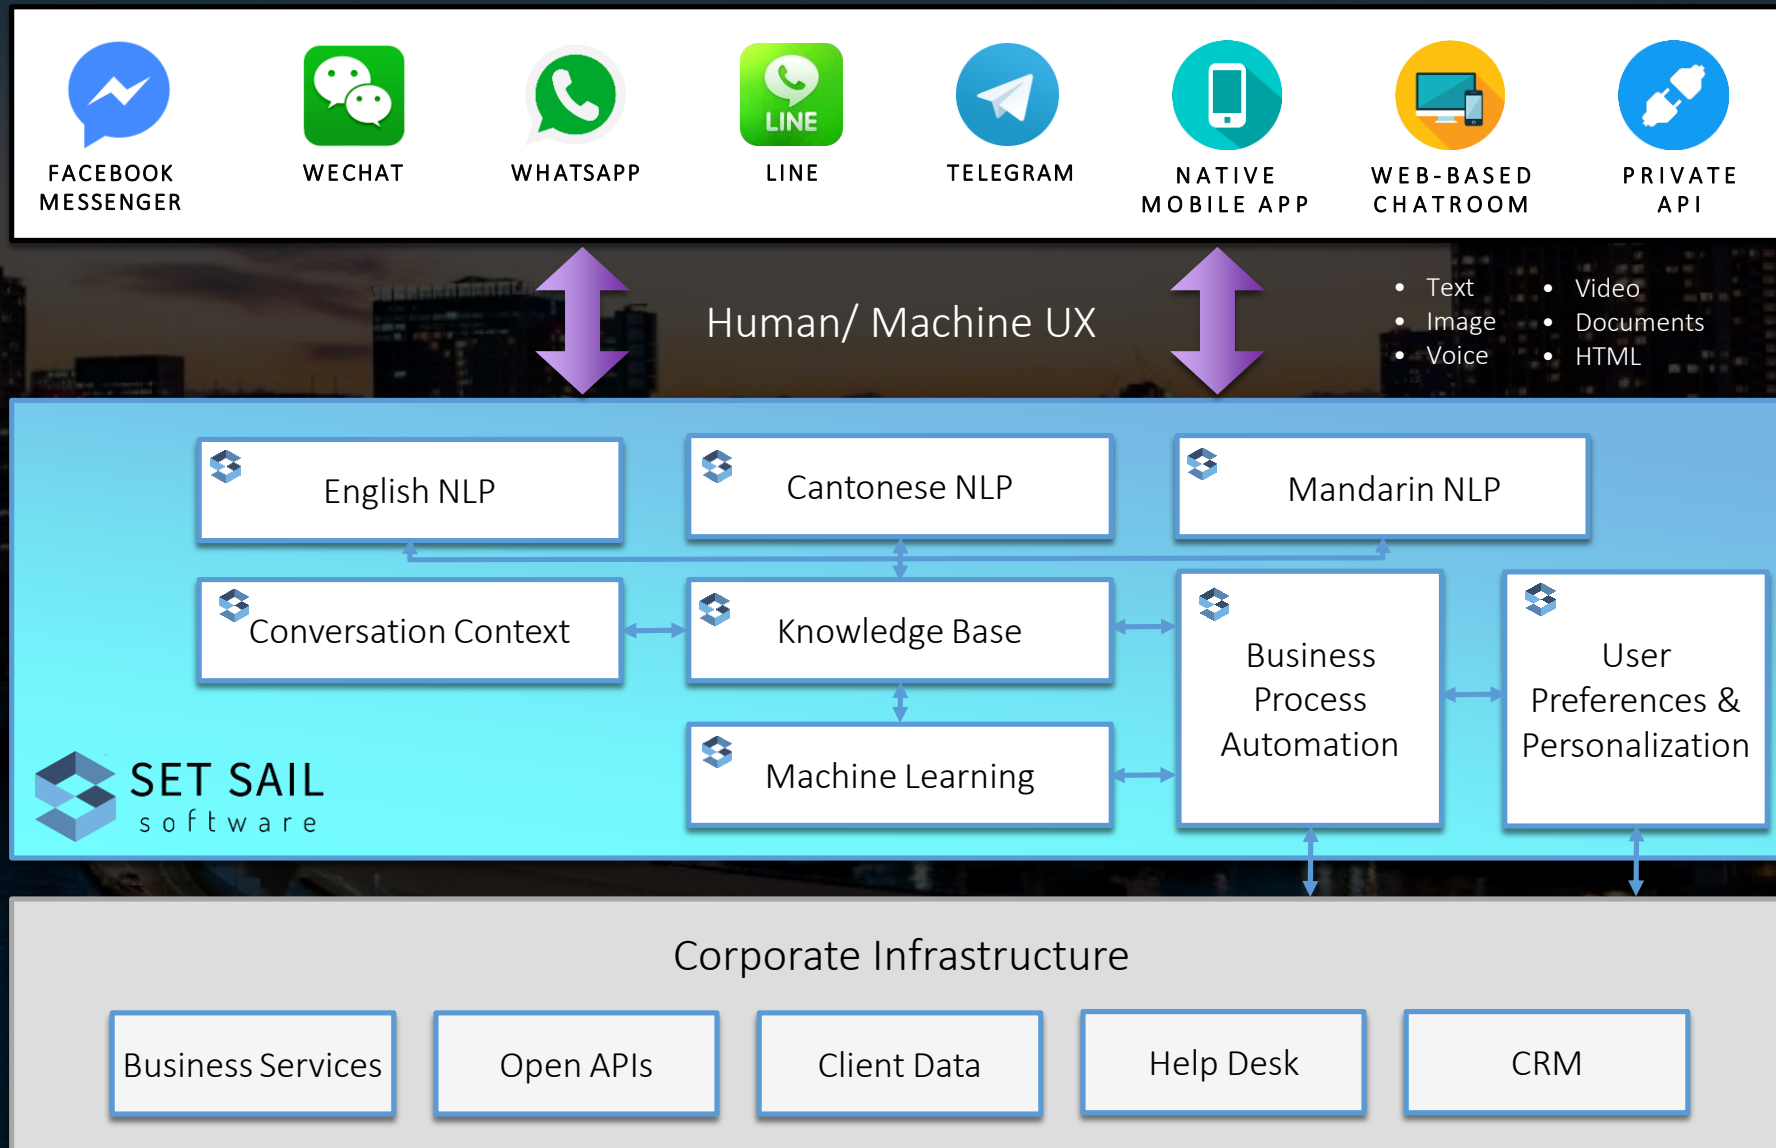 LINE
FACEBOOK
MESSENGER
WECHAT
WHATSAPP
LINE
TELEGRAM
NATIVE
MOBILE APP
WEB-BASED
CHATROOM
PRIVATE
API
Human/ Machine UX
• Text
• Image
• Voice
• Video
• Documents
• HTML
English NLP
Cantonese NLP
Mandarin NLP
Conversation Context
Knowledge Base
Business
Process
Automation
User
Preferences &
Personalization
Machine Learning
SET SAIL
software
Corporate Infrastructure
Business Services
Open APIs
Client Data
Help Desk
CRM